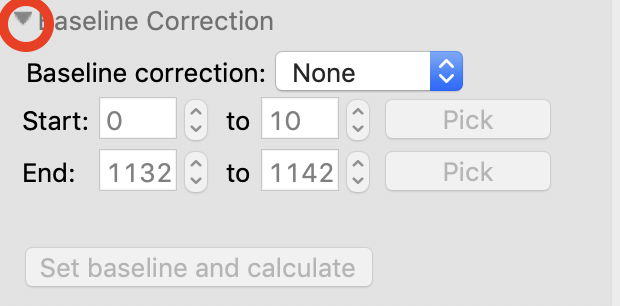 Baseline Correction
Baseline correction: None
Start: 0 to 10 Pick
End: 1132 to 1142 Pick
Set baseline and calculate